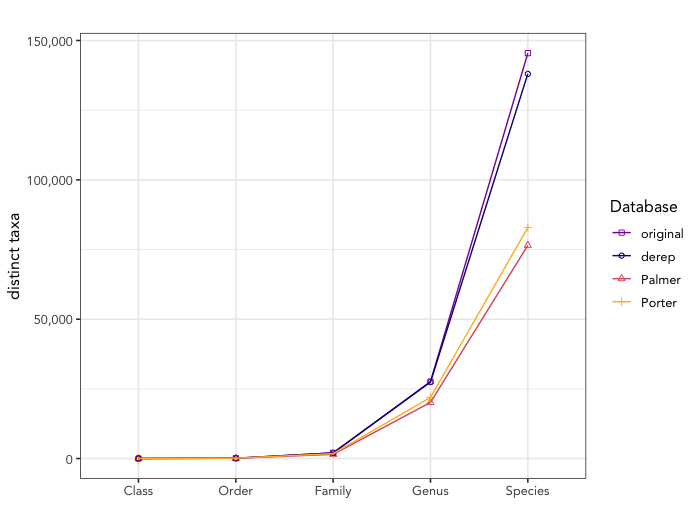 150,000
100,000
50,000
0
distinct taxa
Class Order Family Genus Species
Database
original
derep
Palmer
Porter